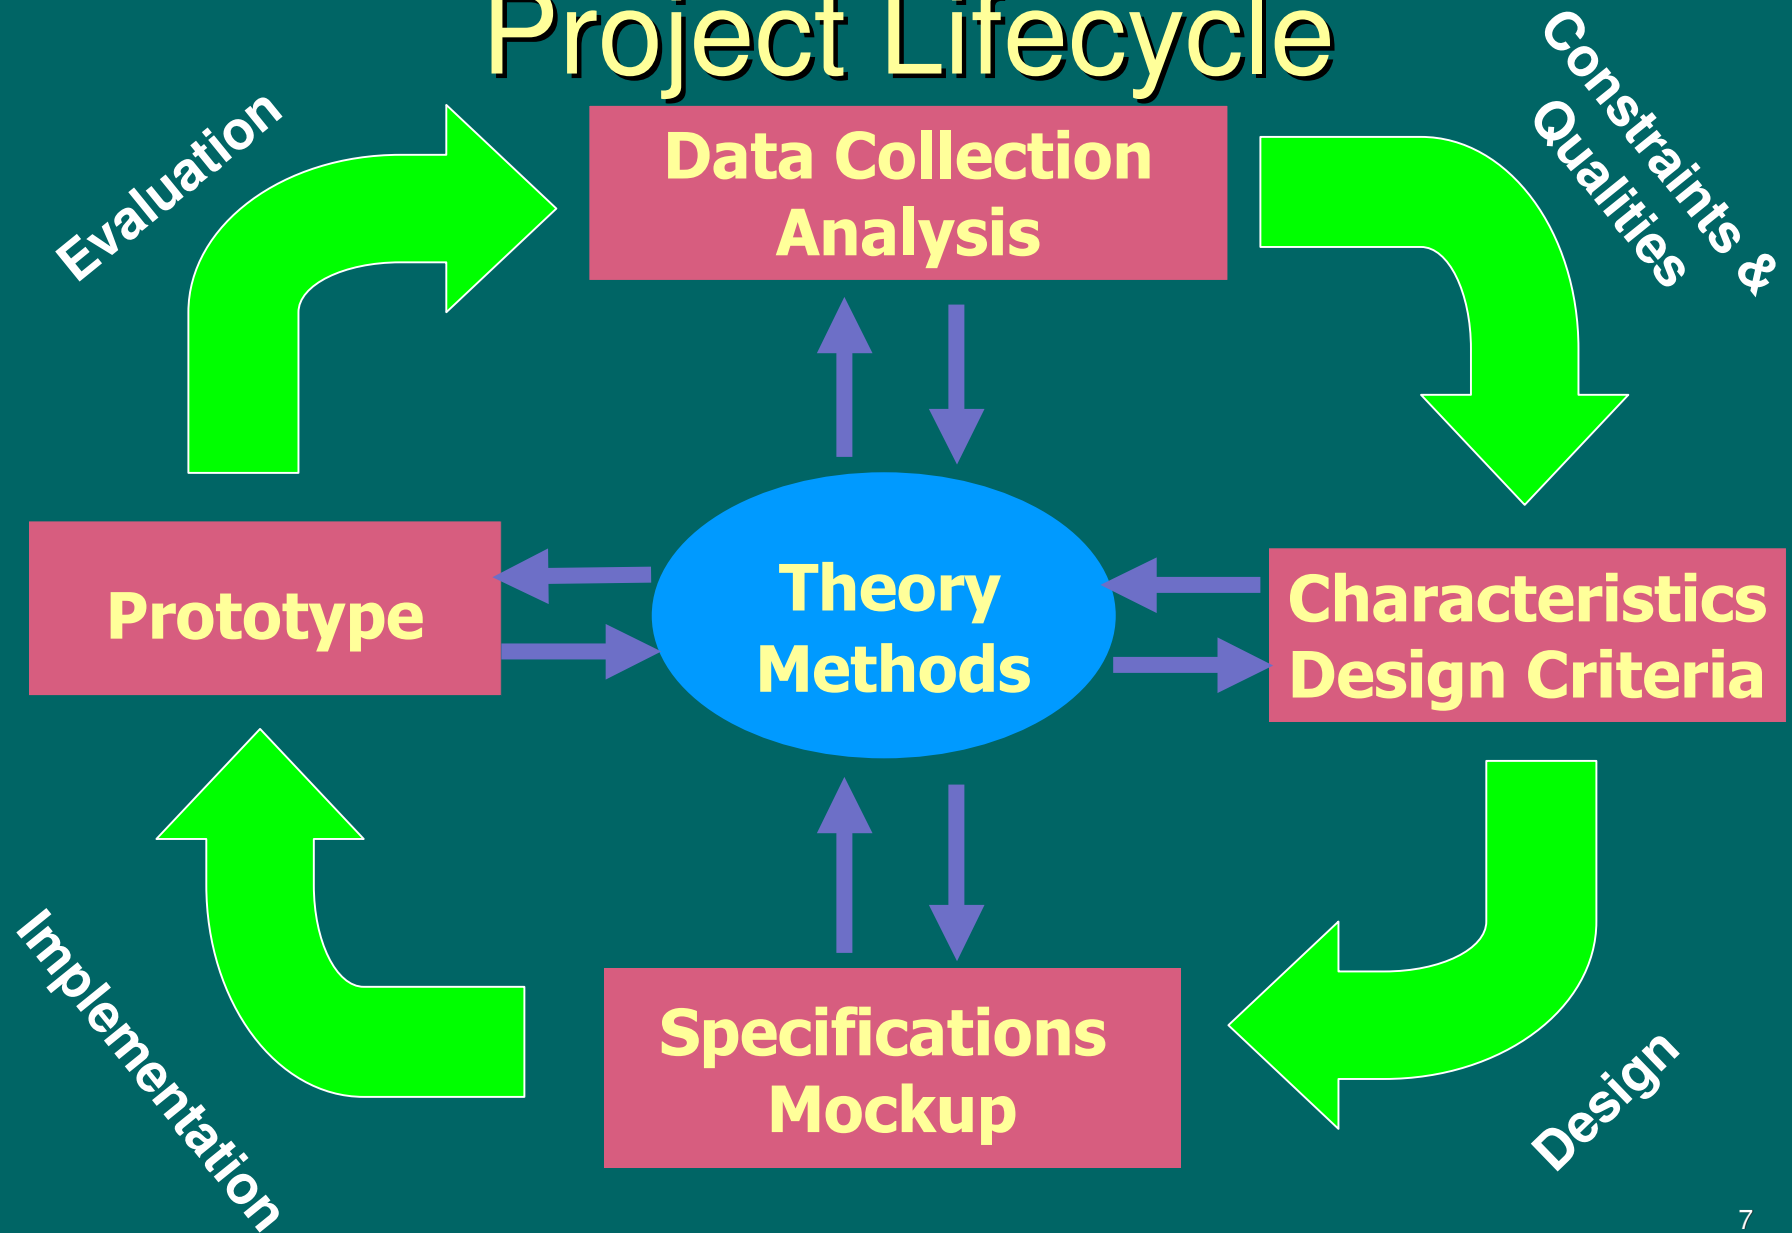 Project Lifecycle
Evaluation
Data Collection
Analysis
Constraints &
Qualities
Prototype
Theory
Methods
Characteristics
Design Criteria
Implementation
Specifications
Mockup
Design
7